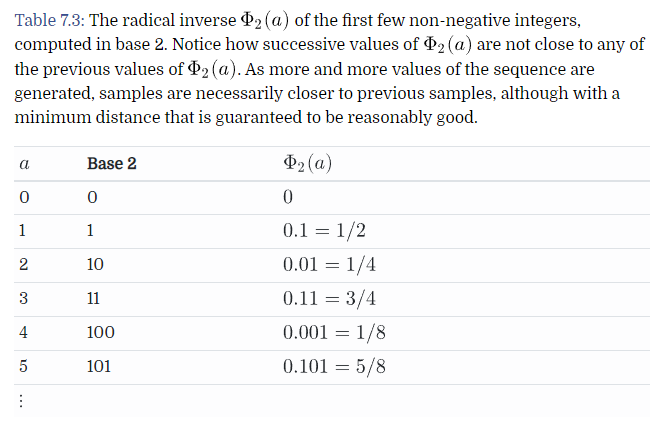 Table 7.3: The radical inverse Φ₂(a) of the first few non-negative integers,
computed in base 2. Notice how successive values of Φ₂(a) are not close to any of
the previous values of Φ₂(a). As more and more values of the sequence are
generated, samples are necessarily closer to previous samples, although with a
minimum distance that is guaranteed to be reasonably good.
a Base 2 Φ₂(a)
0 0 0
1 1 0.1 = 1/2
2 10 0.01 = 1/4
3 11 0.11 = 3/4
4 100 0.001 = 1/8
5 101 0.101 = 5/8
⋮